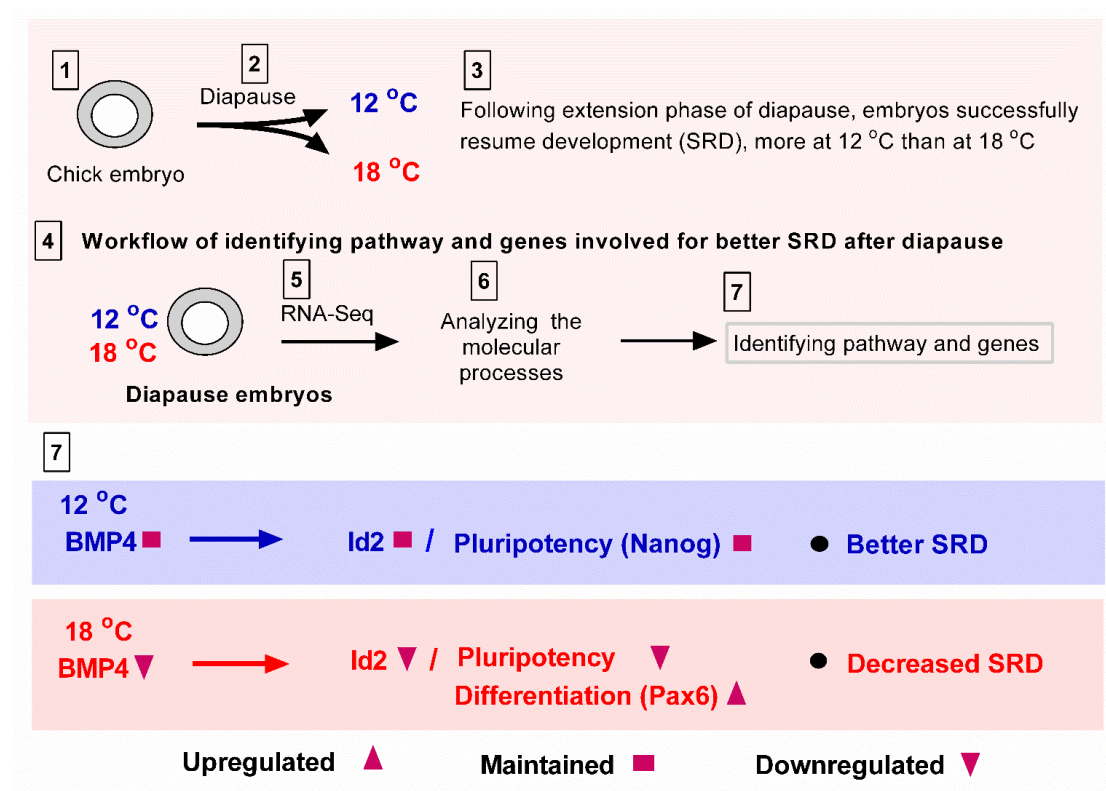 1
2
3
Diapause
12 °C
Following extension phase of diapause, embryos successfully
resume development (SRD), more at 12 °C than at 18 °C
18 °C
Chick embryo
4 Workflow of identifying pathway and genes involved for better SRD after diapause
5
6
7
12 °C
18 °C
RNA-Seq
Analyzing the
molecular
processes
Identifying pathway and genes
Diapause embryos
7
12 °C
BMP4 Id2 / Pluripotency (Nanog) ● Better SRD
18 °C
BMP4 Id2 / Pluripotency ● Decreased SRD
Differentiation (Pax6)
Upregulated Maintained Downregulated